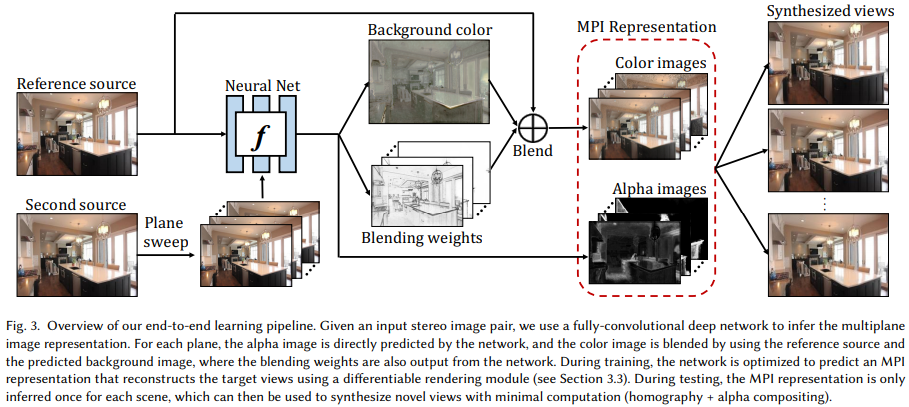 Reference source
Second source
Plane
sweep
Neural Net
f
Background color
Blending weights
Blend
MPI Representation
Color images
Alpha images
Synthesized views
Fig. 3. Overview of our end-to-end learning pipeline. Given an input stereo image pair, we use a fully-convolutional deep network to infer the multiplane
image representation. For each plane, the alpha image is directly predicted by the network, and the color image is blended by using the reference source and
the predicted background image, where the blending weights are also output from the network. During training, the network is optimized to predict an MPI
representation that reconstructs the target views using a differentiable rendering module (see Section 3.3). During testing, the MPI representation is only
inferred once for each scene, which can then be used to synthesize novel views with minimal computation (homography + alpha compositing).